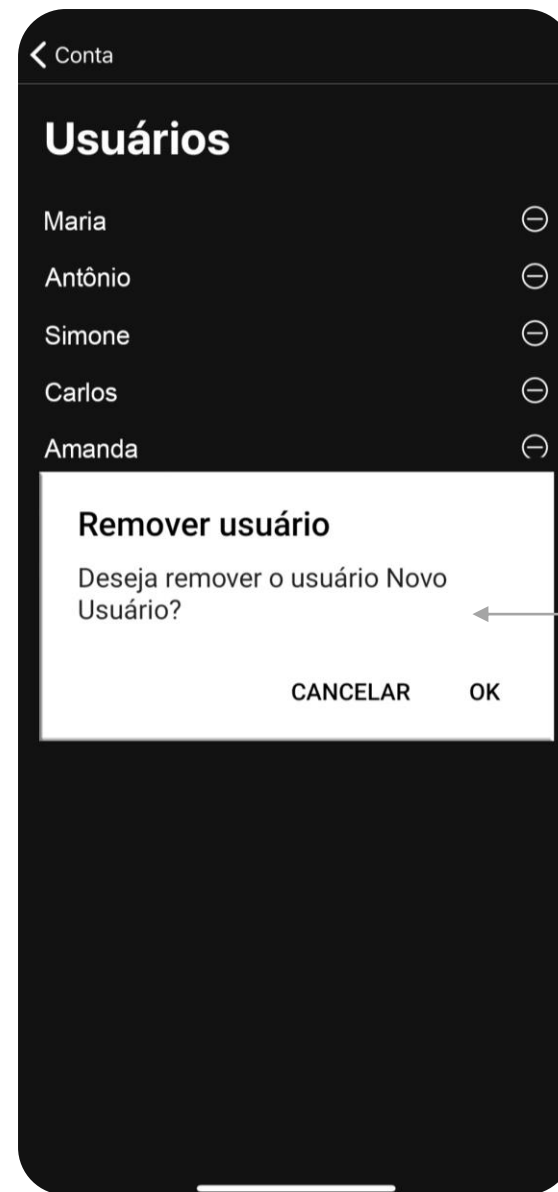 Conta
Usuários
Maria
Antônio
Simone
Carlos
Amanda
Remover usuário
Deseja remover o usuário Novo
Usuário?
CANCELAR OK